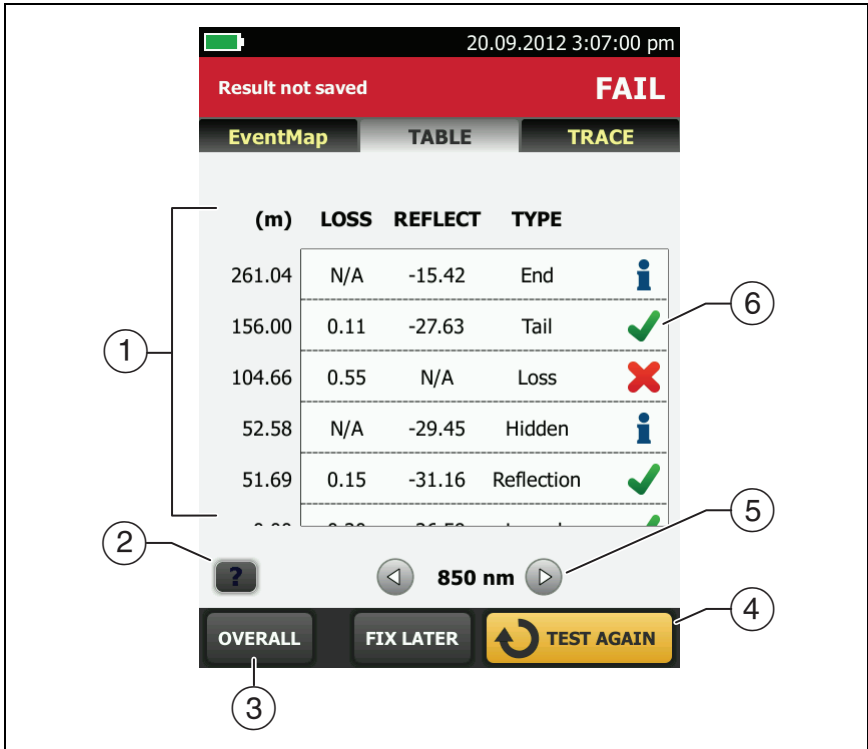 20.09.2012 3:07:00 pm
Result not saved FAIL
EventMap TABLE TRACE
(m) LOSS REFLECT TYPE
261.04 N/A -15.42 End i
156.00 0.11 -27.63 Tail
6
1
104.66 0.55 N/A Loss
52.58 N/A -29.45 Hidden i
51.69 0.15 -31.16 Reflection
5
2
? 850 nm
4
OVERALL FIX LATER TEST AGAIN
3